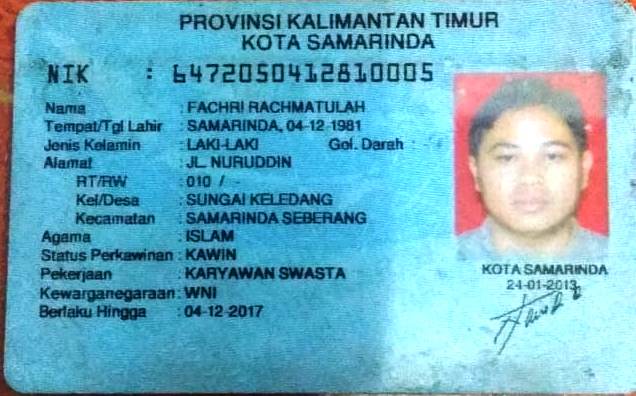 PROVINSI KALIMANTAN TIMUR
KOTA SAMARINDA
NIK : 6472050412810005
Nama : FACHRI RACHMATULAH
Tempat/Tgl Lahir : SAMARINDA, 04-12-1981
Jenis Kelamin : LAKI-LAKI Gol. Darah : -
Alamat : JL. NURUDDIN
RT/RW : 010 / -
Kel/Desa : SUNGAI KELEDANG
Kecamatan : SAMARINDA SEBERANG
Agama : ISLAM
Status Perkawinan : KAWIN
Pekerjaan : KARYAWAN SWASTA
Kewarganegaraan : WNI
Berlaku Hingga : 04-12-2017
KOTA SAMARINDA
24-01-2013